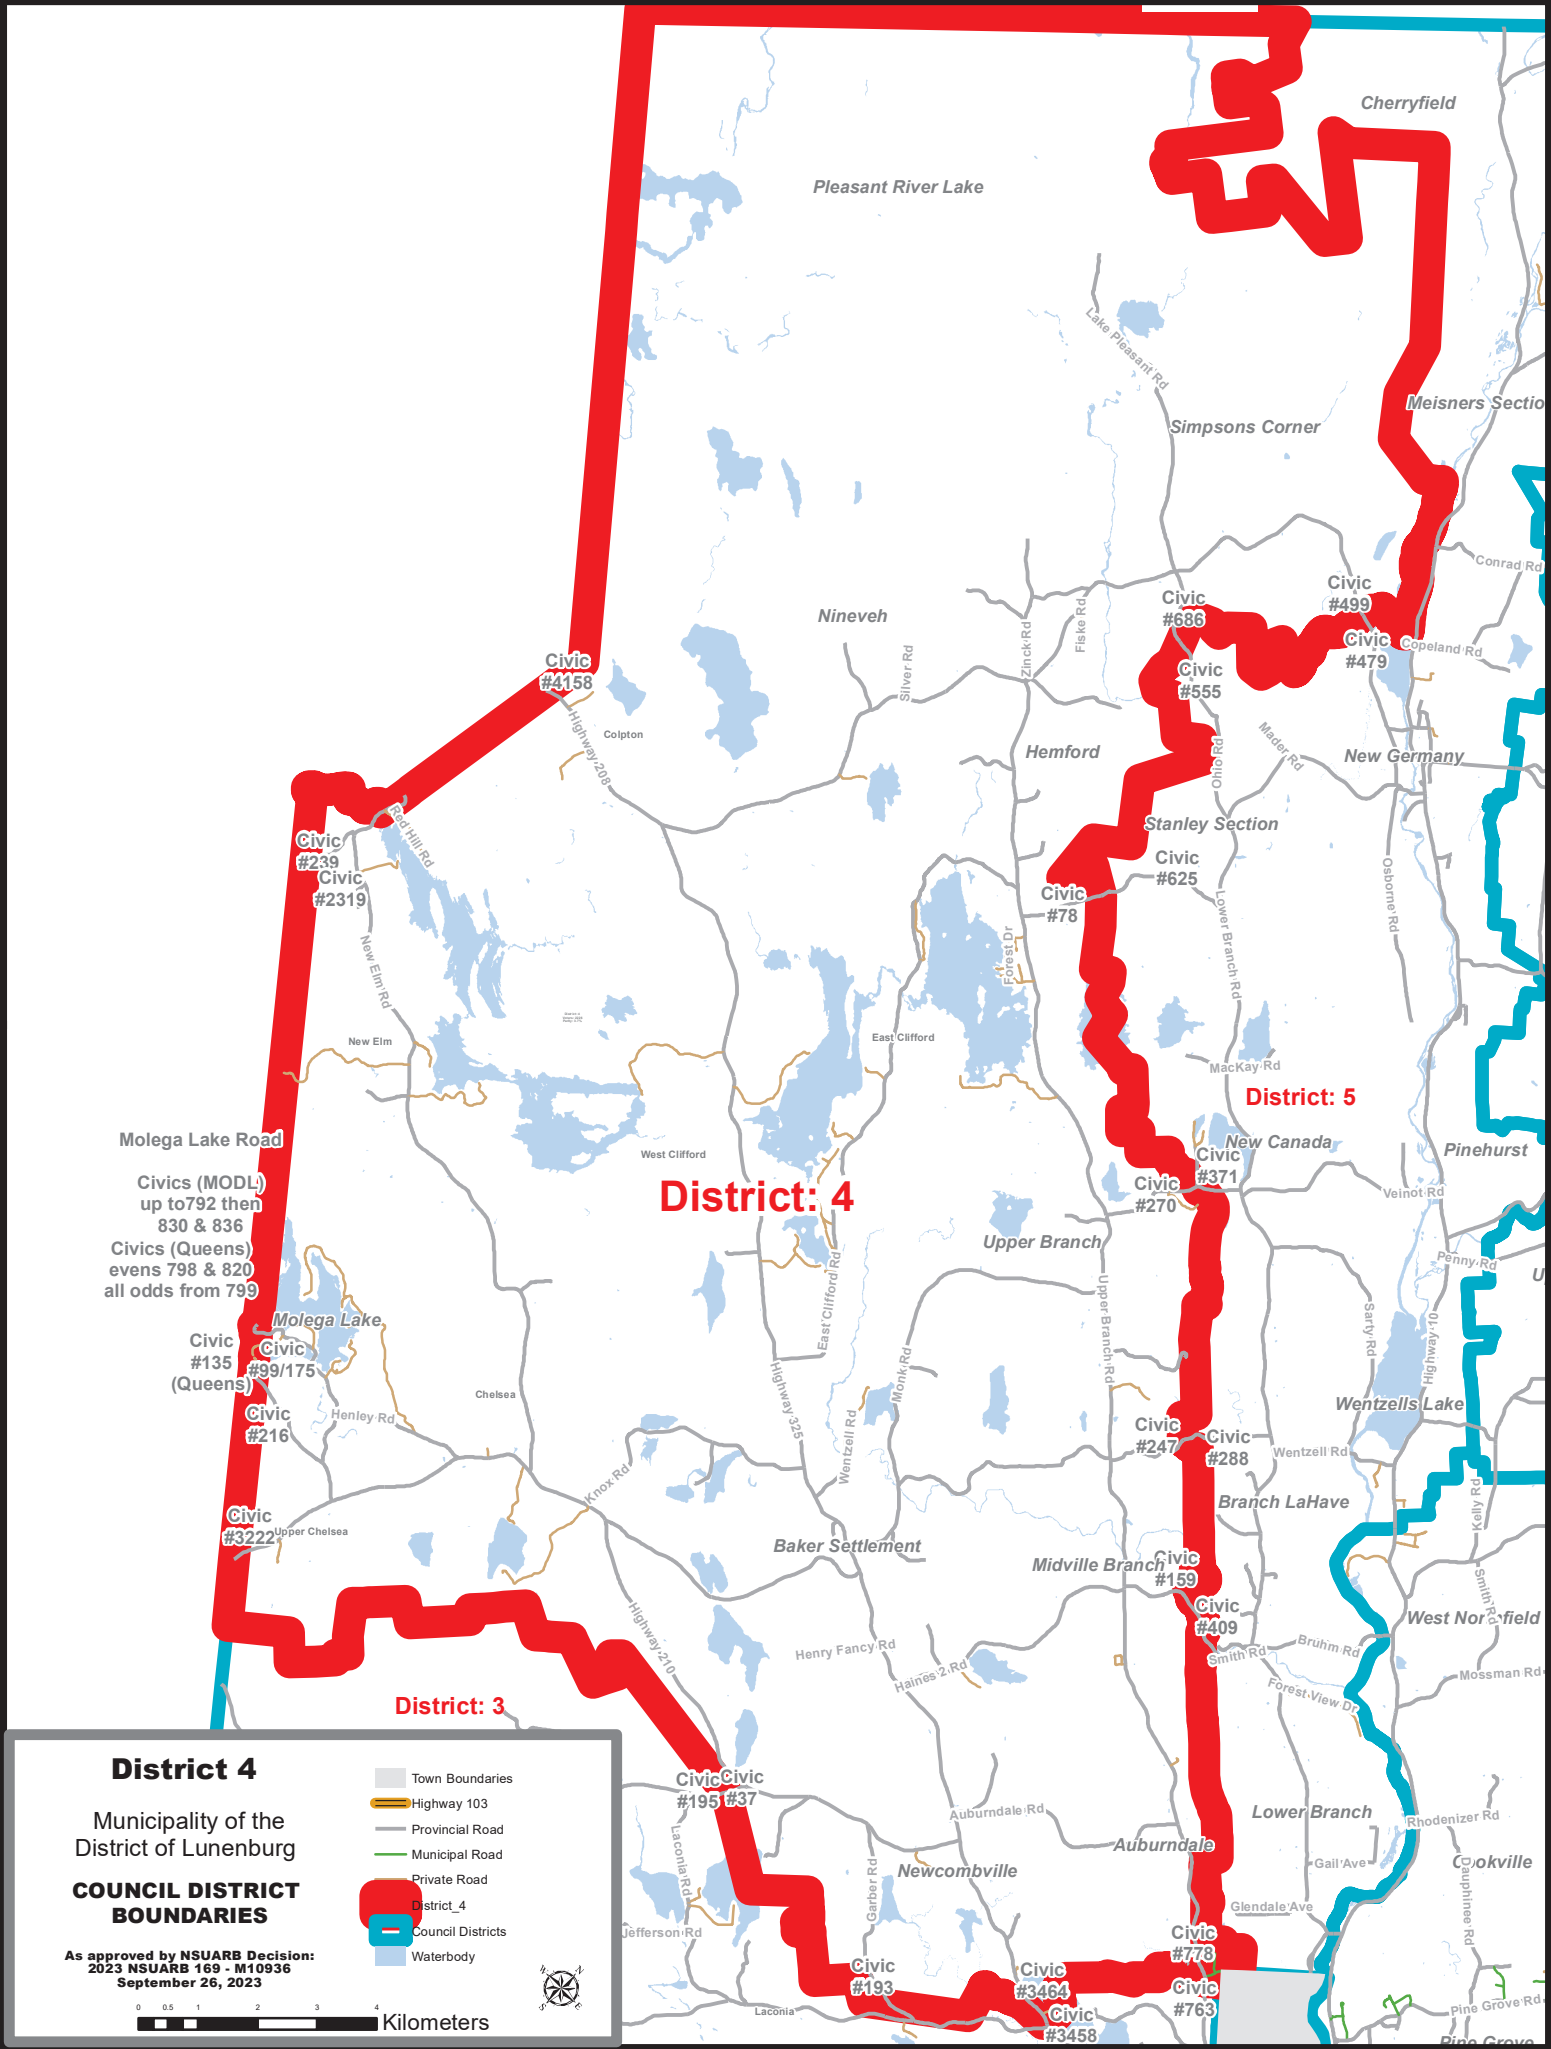 Cherryfield
Pleasant River Lake
Lake Pleasant Rd
Meisners Sectio
Simpsons Corner
Conrad Rd
Civic
#499
Civic
#686
Nineveh
Fiske Rd
Zinck Rd
Silver Rd
Civic
#479
Copeland Rd
Civic
#4158
Civic
#555
Highway 208
Colpton
Hemford
Ohio Rd
Mader Rd
New Germany
Red Hill Rd
Stanley Section
Civic
#239
Civic
#2319
Civic
#625
Civic
#78
Osborne Rd
Lower Branch Rd
New Elm Rd
Forest Dr
New Elm
East Clifford
MacKay Rd
District: 5
Molega Lake Road
New Canada
Pinehurst
West Clifford
Civic
#371
Civics (MODL)
up to792 then
830 & 836
Civics (Queens)
evens 798 & 820
all odds from 799
District: 4
Civic
#270
Veinot Rd
Upper Branch
Penny Rd
U
East Clifford Rd
Upper Branch Rd
Sarty Rd
Highway 10
Molega Lake
Civic
#135
(Queens)
Civic
#99/175
Monk Rd
Highway 325
Chelsea
Wentzells Lake
Civic
#216
Henley Rd
Wentzell Rd
Civic
#247
Civic
#288
Wentzell Rd
Knox Rd
Branch LaHave
Kelly Rd
Civic
#3222
Upper Chelsea
Baker Settlement
Midville Branch
Civic
#159
Smith Rd
Civic
#409
West Nor field
Highway 210
Henry Fancy Rd
Haines 2 Rd
Smith Rd
Bruhm Rd
Mossman Rd
Forest View Dr
District: 3
Civic
#195
Civic
#37
Auburndale Rd
Lower Branch
Rhodenizer Rd
Auburndale
Laconia Rd
Newcombville
Garber Rd
Gail Ave
C okville
Dauphinee Rd
Glendale Ave
Jefferson Rd
Civic
#778
Civic
#193
Civic
#3464
Civic
#763
Laconia
Civic
#3458
Pine Grove Rd
Pine Grove
District 4
Municipality of the
District of Lunenburg
COUNCIL DISTRICT
BOUNDARIES
As approved by NSUARB Decision:
2023 NSUARB 169 - M10936
September 26, 2023
Town Boundaries
Highway 103
Provincial Road
Municipal Road
Private Road
District_4
Council Districts
Waterbody
W N
S E
0 0.5 1 2 3 4
Kilometers